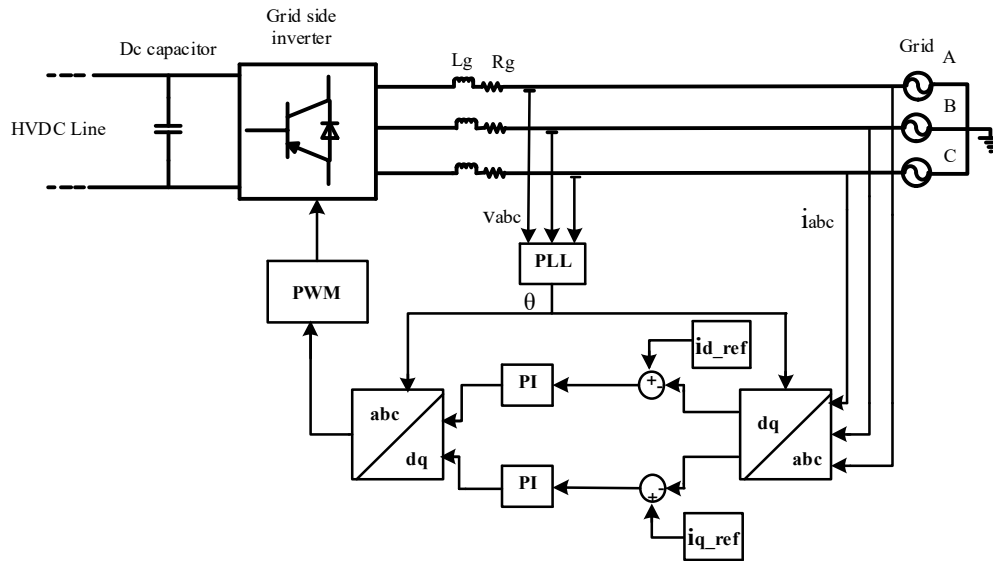 Grid side
inverter
Dc capacitor
HVDC Line
Lg
Rg
Grid
A
B
C
vabc
iabc
PLL
θ
PWM
id_ref
+
-
PI
abc
dq
dq
abc
PI
-
+
iq_ref